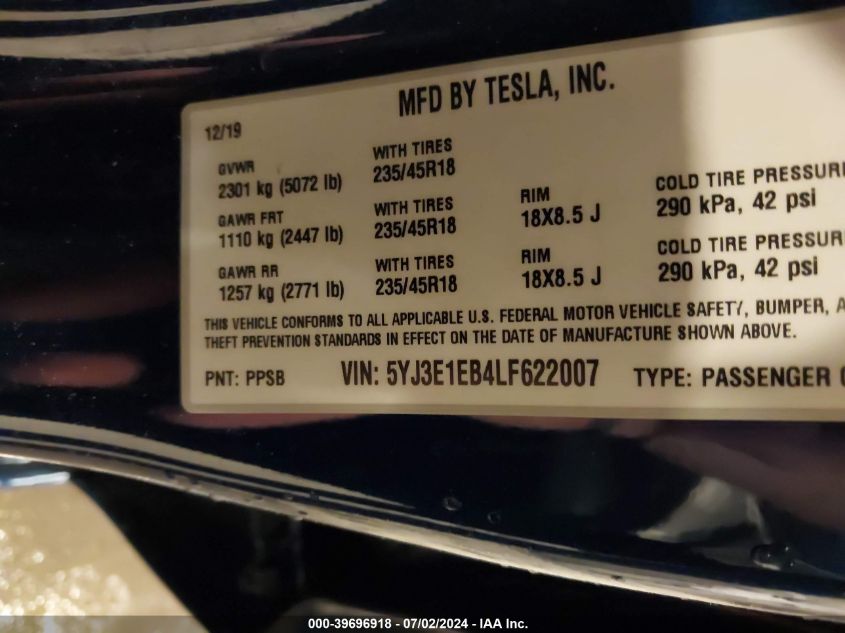 MFD BY TESLA, INC.
12/19
GVWR
2301 kg (5072 lb)
WITH TIRES
235/45R18
GAWR FRT
1110 kg (2447 lb)
WITH TIRES
235/45R18
RIM
18X8.5 J
COLD TIRE PRESSURE
290 kPa, 42 psi
GAWR RR
1257 kg (2771 lb)
WITH TIRES
235/45R18
RIM
18X8.5 J
COLD TIRE PRESSUR
290 kPa, 42 psi
THIS VEHICLE CONFORMS TO ALL APPLICABLE U.S. FEDERAL MOTOR VEHICLE SAFETY, BUMPER, A
THEFT PREVENTION STANDARDS IN EFFECT ON THE DATE OF MANUFACTURE SHOWN ABOVE.
PNT: PPSB VIN: 5YJ3E1EB4LF622007 TYPE: PASSENGER
000-39696918 - 07/02/2024 - IAA Inc.